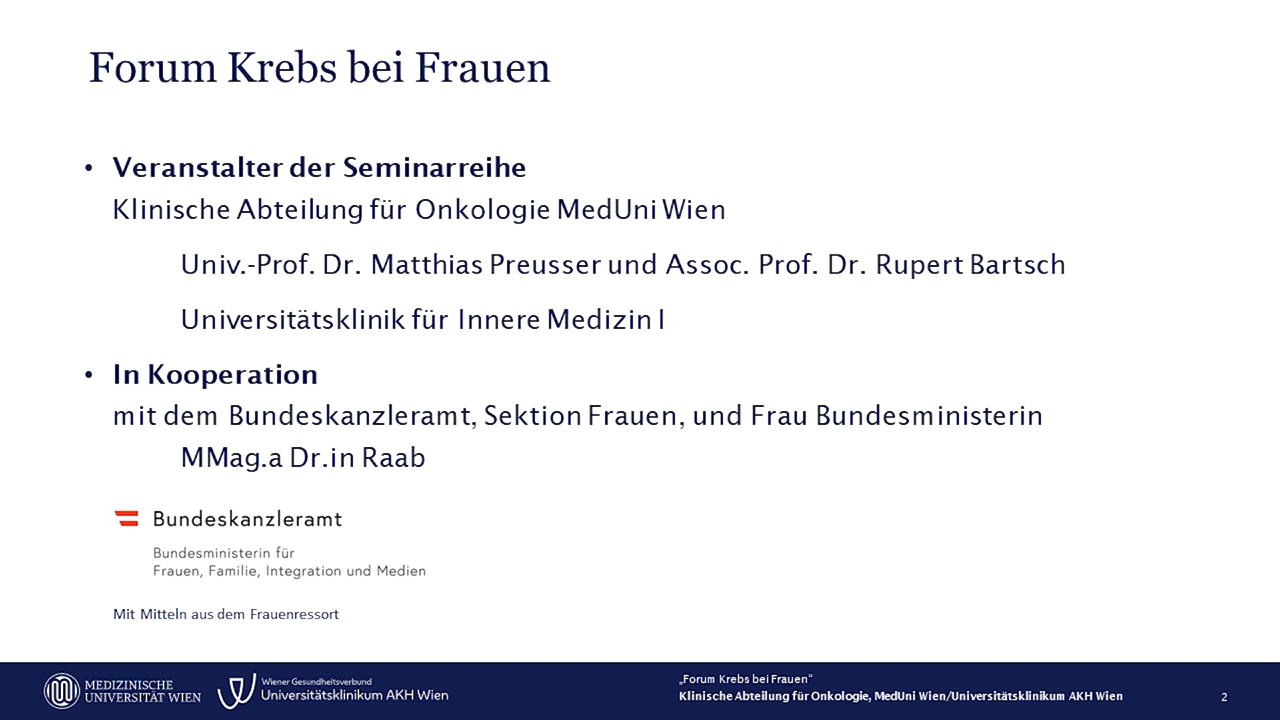 Forum Krebs bei Frauen
• Veranstalter der Seminarreihe
Klinische Abteilung für Onkologie MedUni Wien
Univ.-Prof. Dr. Matthias Preusser und Assoc. Prof. Dr. Rupert Bartsch
Universitätsklinik für Innere Medizin I
• In Kooperation
mit dem Bundeskanzleramt, Sektion Frauen, und Frau Bundesministerin
MMag.a Dr.in Raab
Bundeskanzleramt
Bundesministerin für
Frauen, Familie, Integration und Medien
Mit Mitteln aus dem Frauenressort
MEDIZINISCHE
UNIVERSITÄT WIEN
Wiener Gesundheitsverbund
Universitätsklinikum AKH Wien
„Forum Krebs bei Frauen“
Klinische Abteilung für Onkologie, MedUni Wien/Universitätsklinikum AKH Wien
2